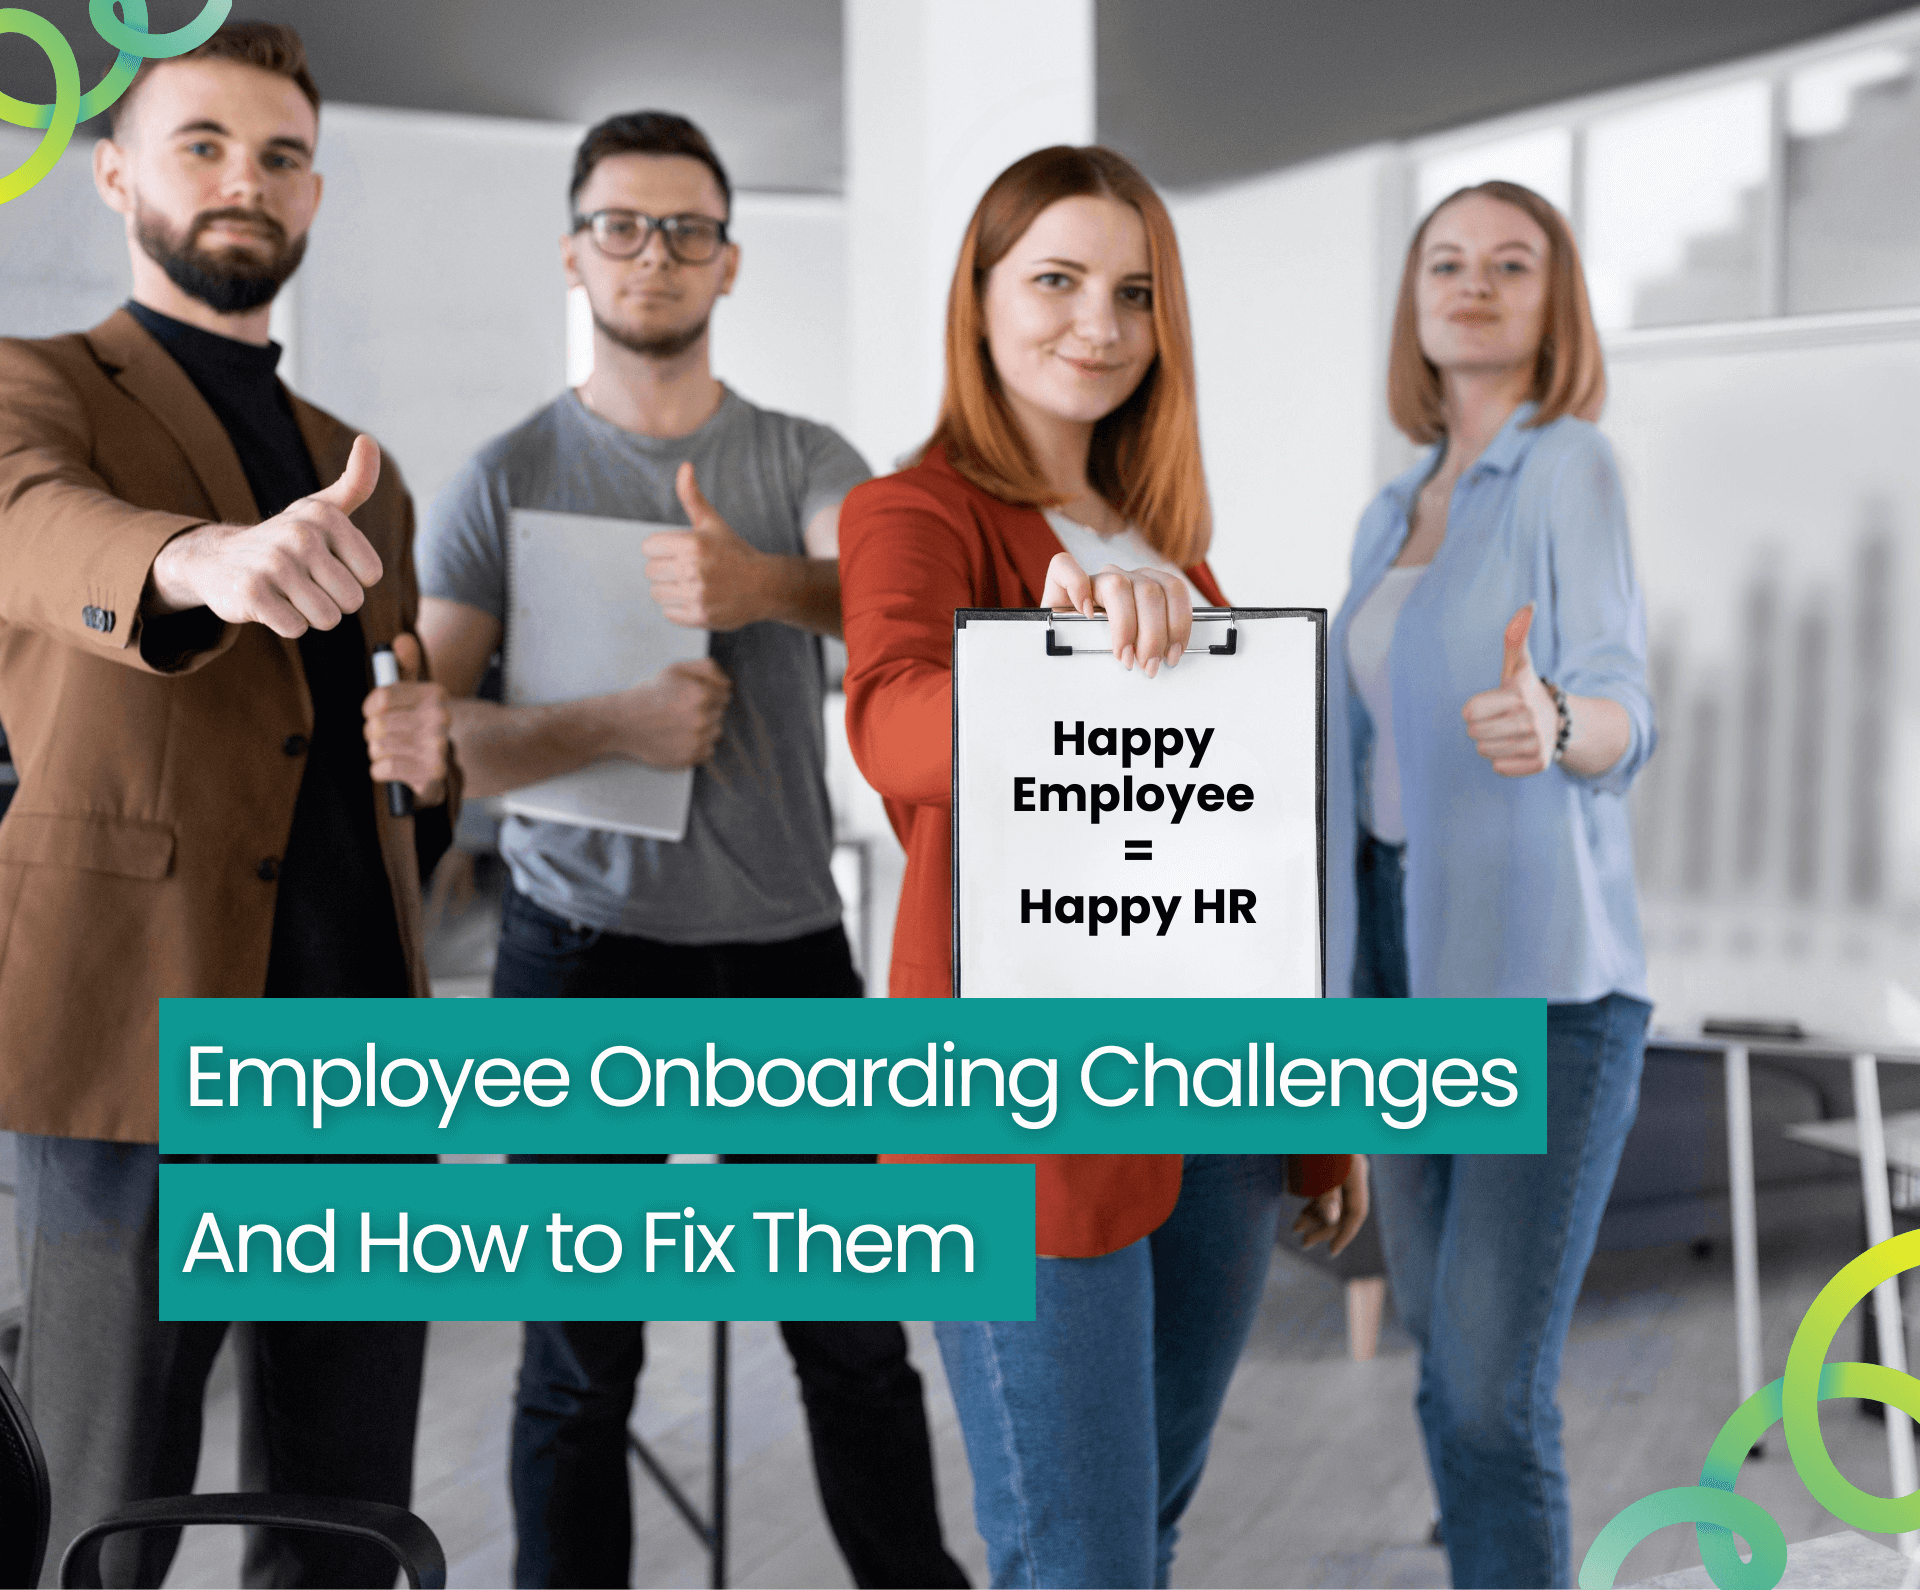 Happy
Employee
=
Happy HR
Employee Onboarding Challenges
And How to Fix Them